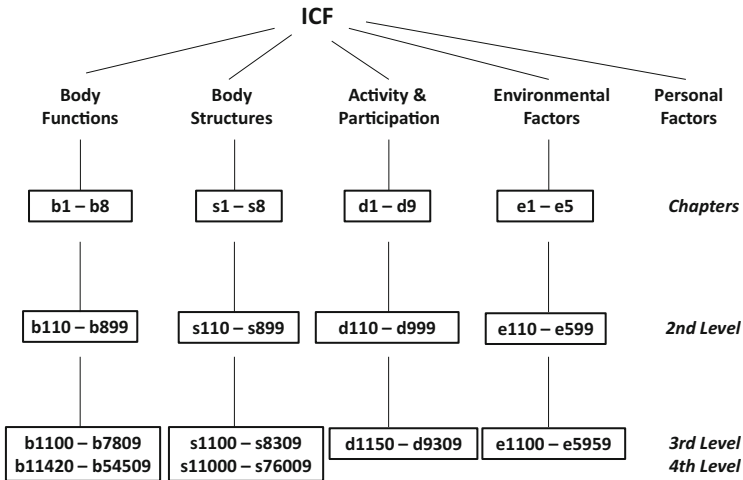 ICF
Body
Functions
Body
Structures
Activity &
Participation
Environmental
Factors
Personal
Factors
b1 – b8
s1 – s8
d1 – d9
e1 – e5
Chapters
b110 – b899
s110 – s899
d110 – d999
e110 – e599
2nd Level
b1100 – b7809
s1100 – s8309
d1150 – d9309
e1100 – e5959
3rd Level
b11420 – b54509
s11000 – s76009
4th Level